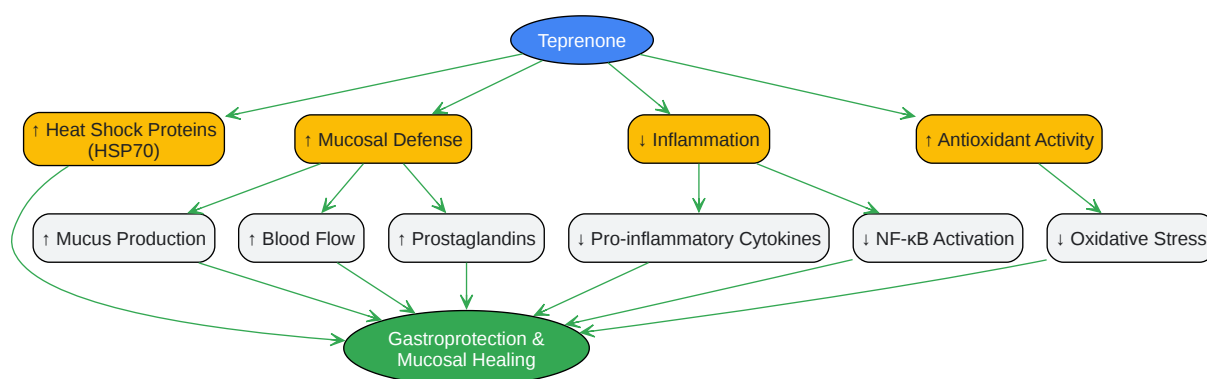 Teprenone
↑ Heat Shock Proteins
(HSP70)
↑ Mucosal Defense
↓ Inflammation
↑ Antioxidant Activity
↑ Mucus Production
↑ Blood Flow
↑ Prostaglandins
↓ Pro-inflammatory Cytokines
↓ NF-κB Activation
↓ Oxidative Stress
Gastroprotection &
Mucosal Healing